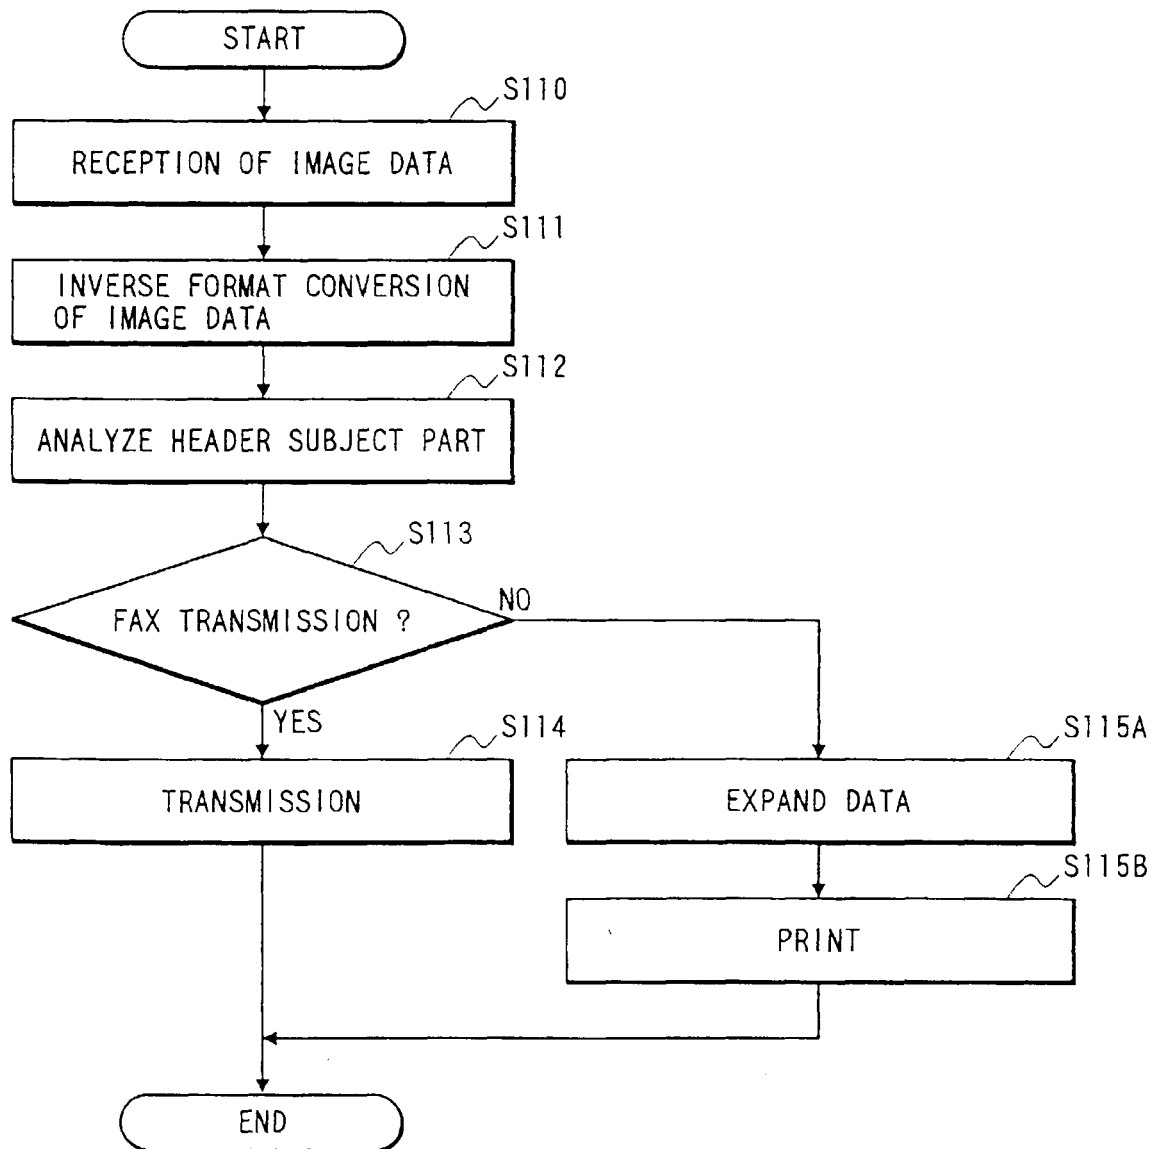 START
S110
RECEPTION OF IMAGE DATA
S111
INVERSE FORMAT CONVERSION
OF IMAGE DATA
S112
ANALYZE HEADER SUBJECT PART
S113
FAX TRANSMISSION ?
NO
YES
S114
TRANSMISSION
S115A
EXPAND DATA
S115B
PRINT
END